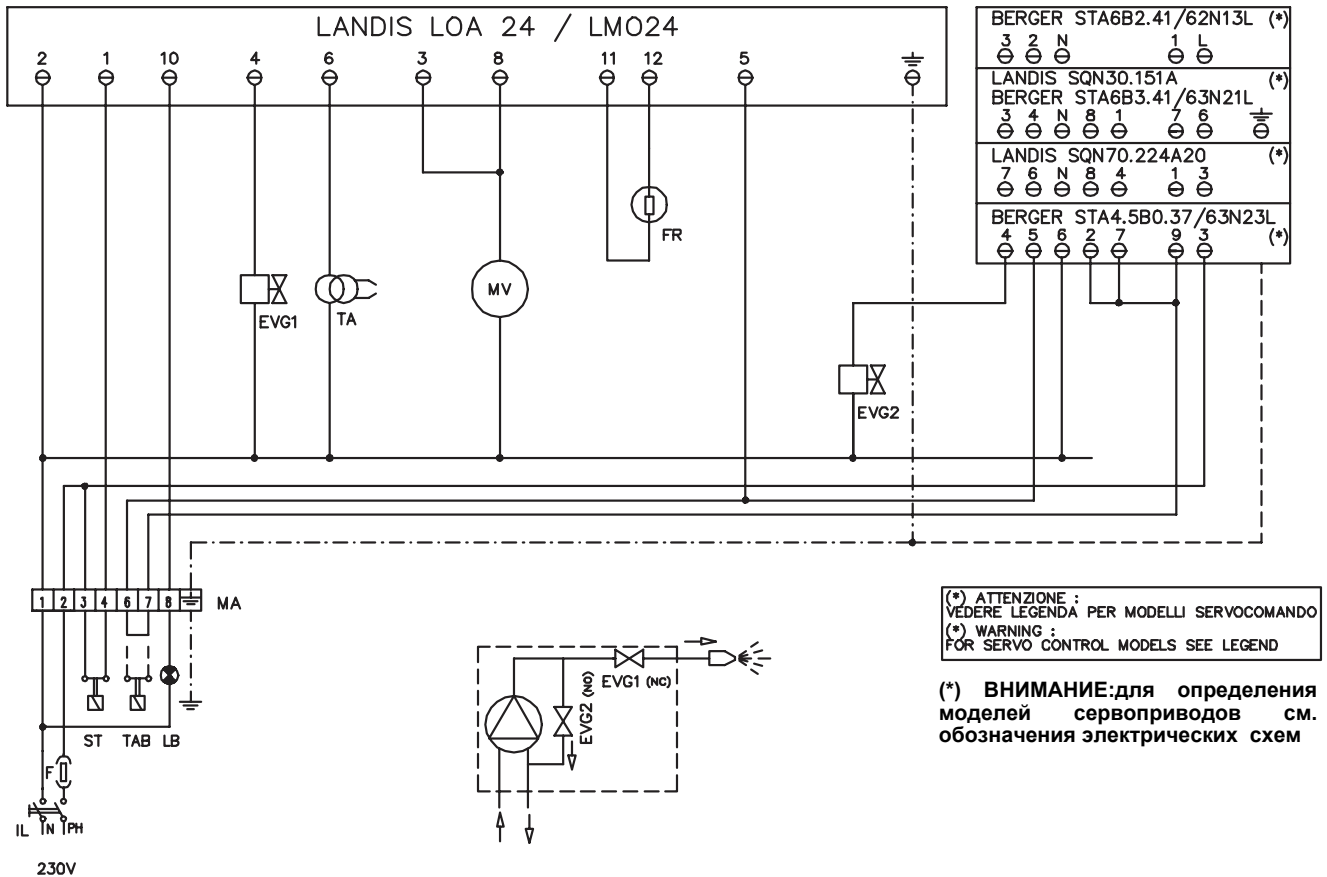 LANDIS LOA 24 / LMO24
2 1 10 4 6 3 8 11 12 5
BERGER STA6B2.41/62N13L (*)
3 2 N 1 L
LANDIS SQN30.151A (*)
BERGER STA6B3.41/63N21L
3 4 N 8 1 7 6
LANDIS SQN70.224A20 (*)
7 6 N 8 4 1 3
BERGER STA4.5B0.37/63N23L
4 5 6 2 7 9 3 (*)
FR
MV
EVG1
TA
EVG2
1 2 3 4 6 7 8 MA
ST TAB LB
F
IL N PH
230V
EVG1 (NC)
EVG2 (NO)
(*) ATTENZIONE :
VEDERE LEGENDA PER MODELLI SERVOCOMANDO
(*) WARNING :
FOR SERVO CONTROL MODELS SEE LEGEND
(*) ВНИМАНИЕ:для определения
моделей сервоприводов см.
обозначения электрических схем